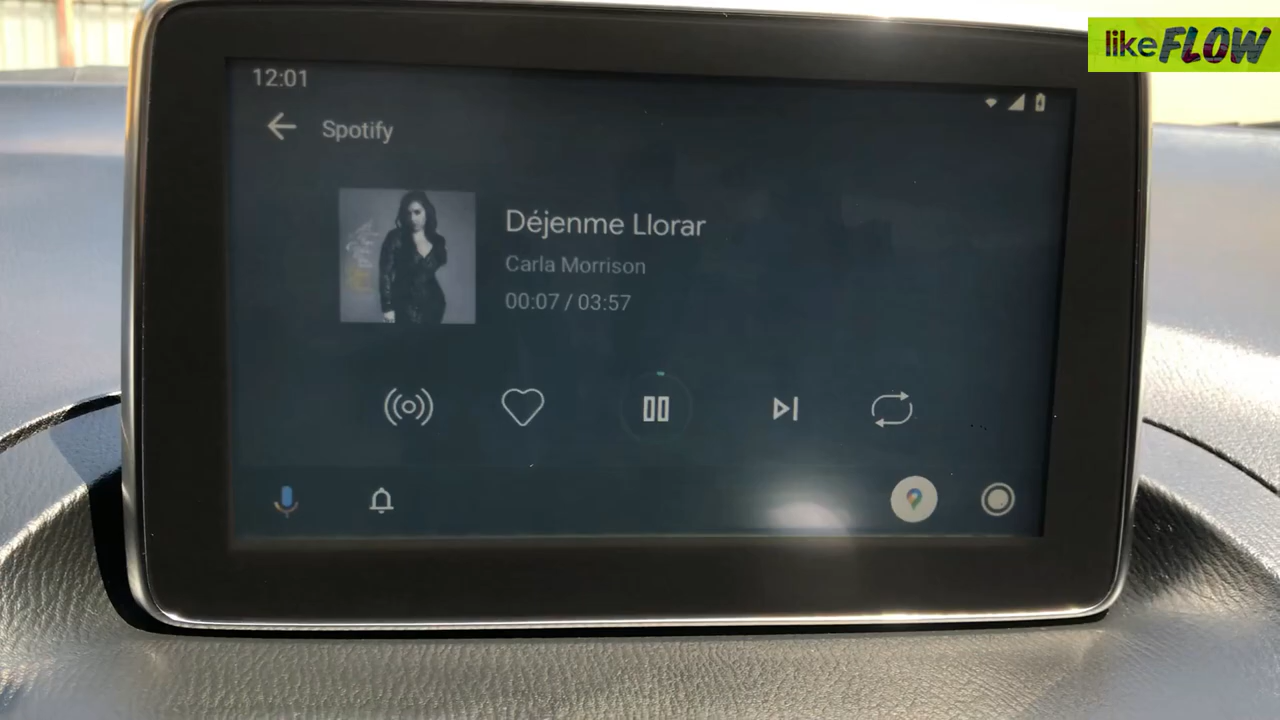 likeFLOW
12:01
Spotify
Déjenme Llorar
Carla Morrison
00:07 / 03:57